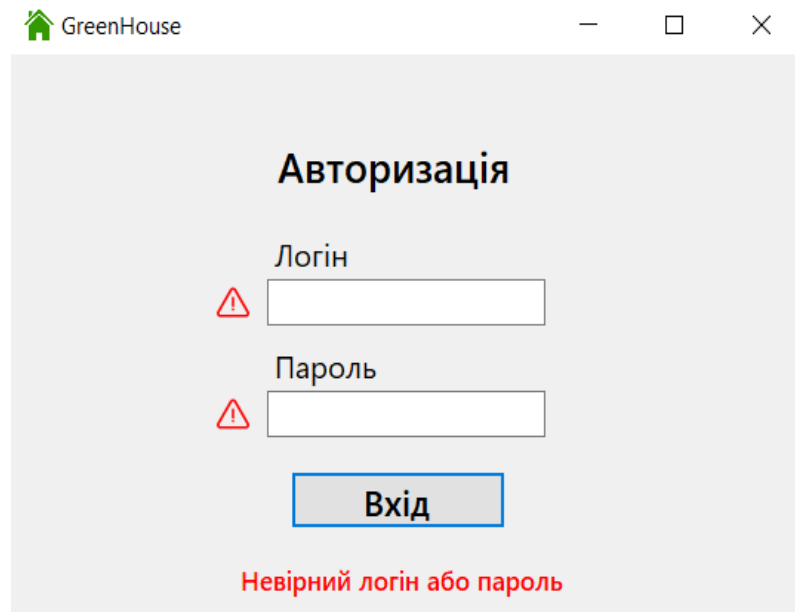 GreenHouse
Авторизація
Логін
Пароль
Вхід
Невірний логін або пароль